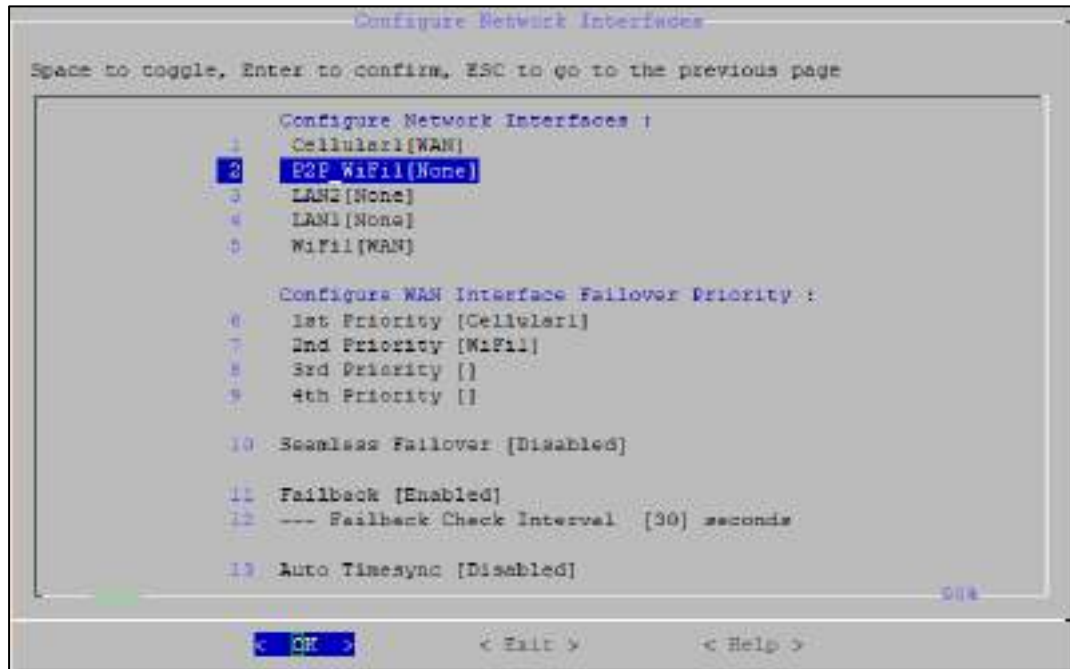 Configure Network Interfaces
Space to toggle, Enter to confirm, ESC to go to the previous page
Configure Network Interfaces :
1 Cellular1[WAN]
2 P2P_WiFi1[None]
3 LAN2[None]
4 LAN1[None]
5 WiFi1[WAN]
Configure WAN Interface Failover Priority :
6 1st Priority [Cellular1]
7 2nd Priority [WiFi1]
8 3rd Priority []
9 4th Priority []
10 Seamless Failover [Disabled]
11 Failback [Enabled]
12 --- Failback Check Interval [30] seconds
13 Auto Timesync [Disabled]
< OK > < Exit > < Help >